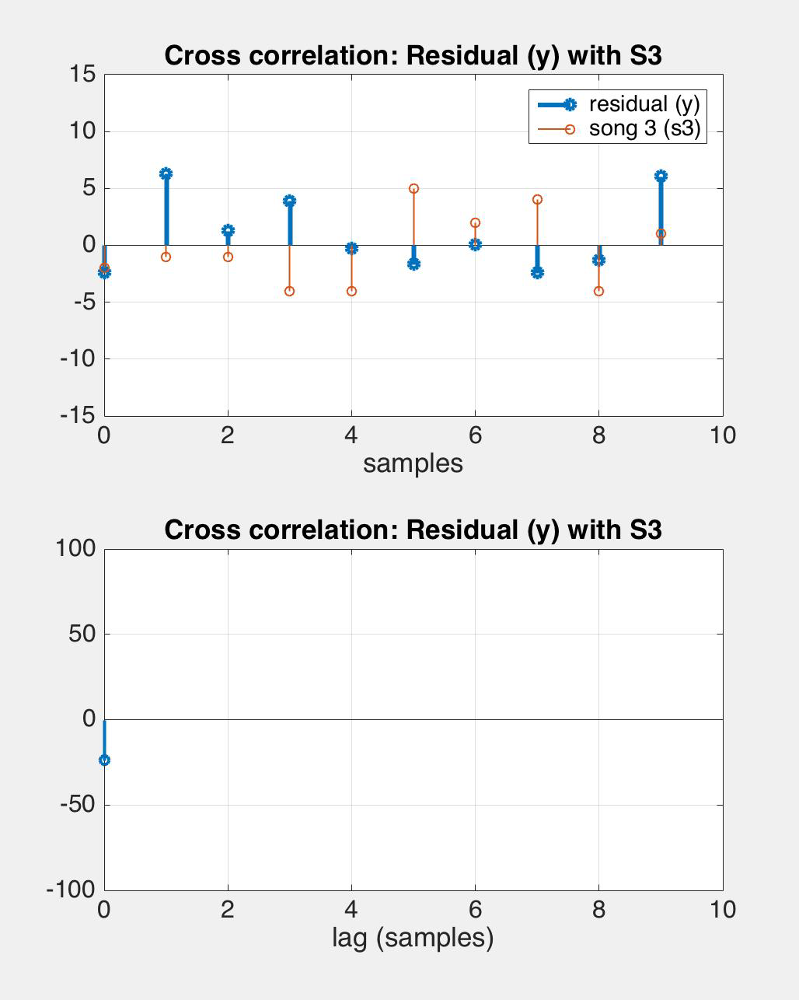 Cross correlation: Residual (y) with S3
15
10
5
0
-5
-10
-15
residual (y)
song 3 (s3)
0 2 4 6 8 10
samples
Cross correlation: Residual (y) with S3
100
50
0
-50
-100
0 2 4 6 8 10
lag (samples)